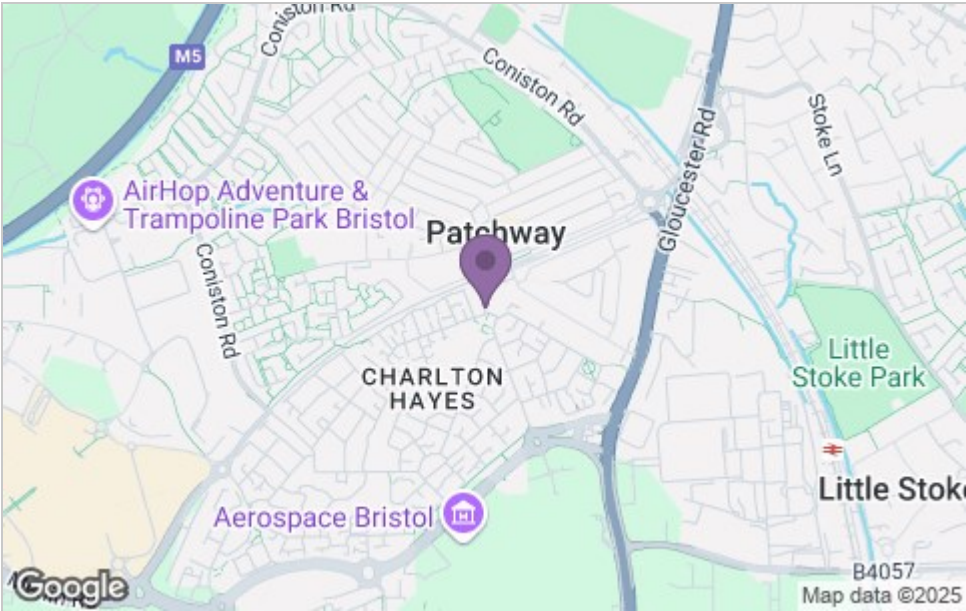 Coniston Rd
M5
Coniston Rd
Stoke Ln
Gloucester Rd
AirHop Adventure &
Trampoline Park Bristol
Patchway
Coniston Rd
Little
Stoke Park
CHARLTON
HAYES
Little Stoke
Aerospace Bristol
B4057
Google
Map data ©2025